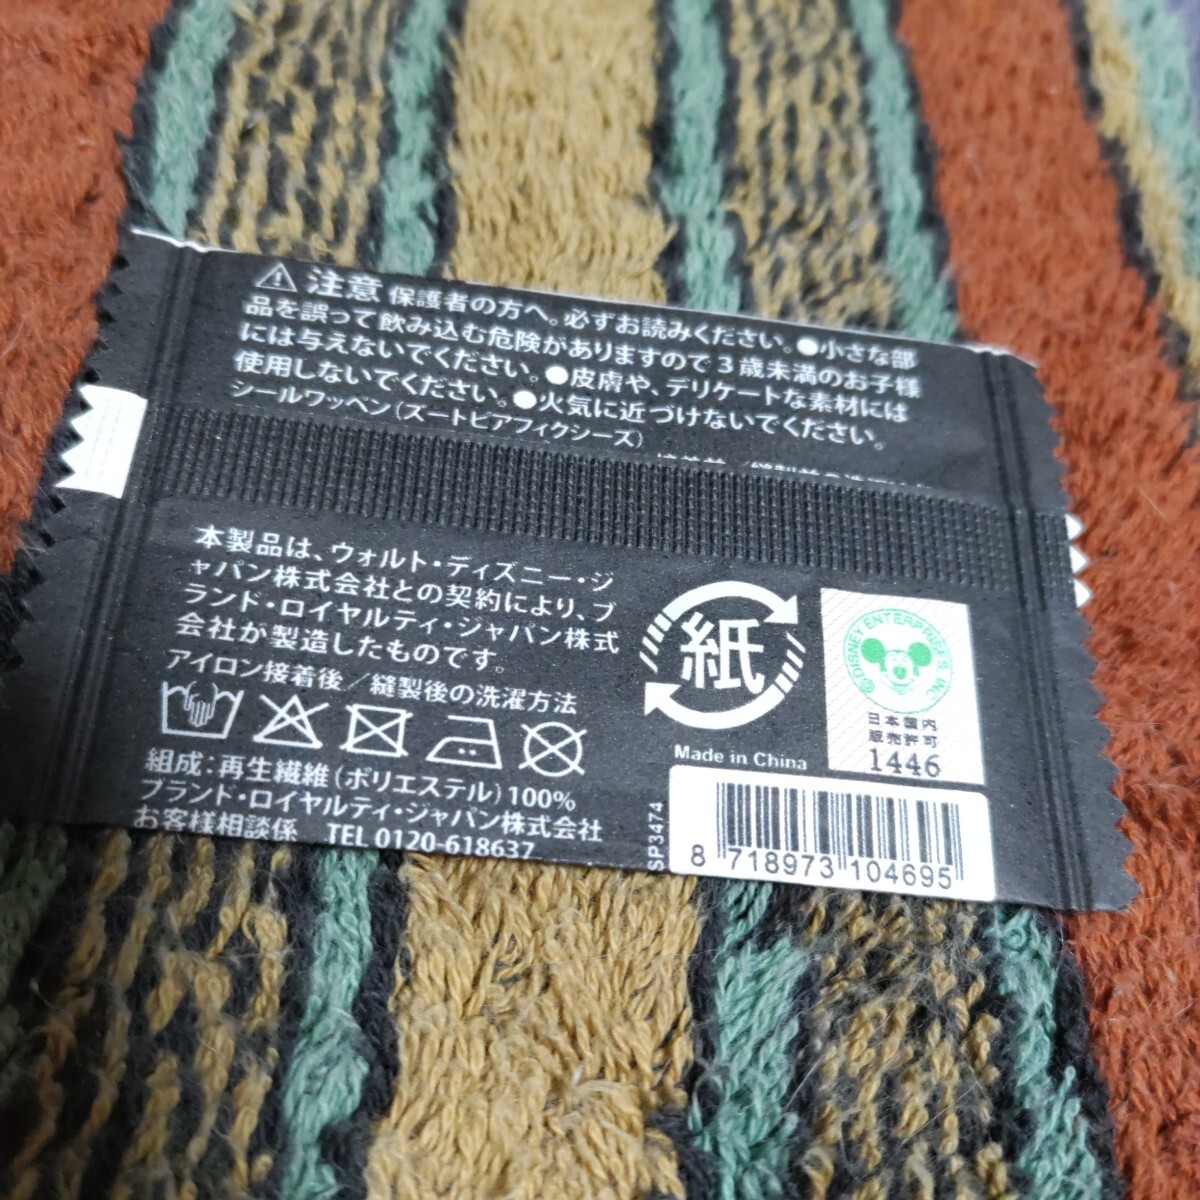 注意 保護者の方へ。必ずお読みください。●小さな部
品を誤って飲み込む危険がありますので3歳未満のお子様
には与えないでください。●皮膚や、デリケートな素材には
使用しないでください。●火気に近づけないでください。
シールワッペン(ズートピアフィクシーズ)
本製品は、ウォルト・ディズニー・ジ
ャパン株式会社との契約により、ブ
ランド・ロイヤルティ・ジャパン株式
会社が製造したものです。
アイロン接着後/縫製後の洗濯方法
組成:再生繊維(ポリエステル)100%
ブランド・ロイヤルティ・ジャパン株式会社
お客様相談係 TEL 0120-618637
紙
Made in China
©DISNEY ENTERPRISES, INC
日本国内
販売許可
1446
SP3474
8 718973 104695